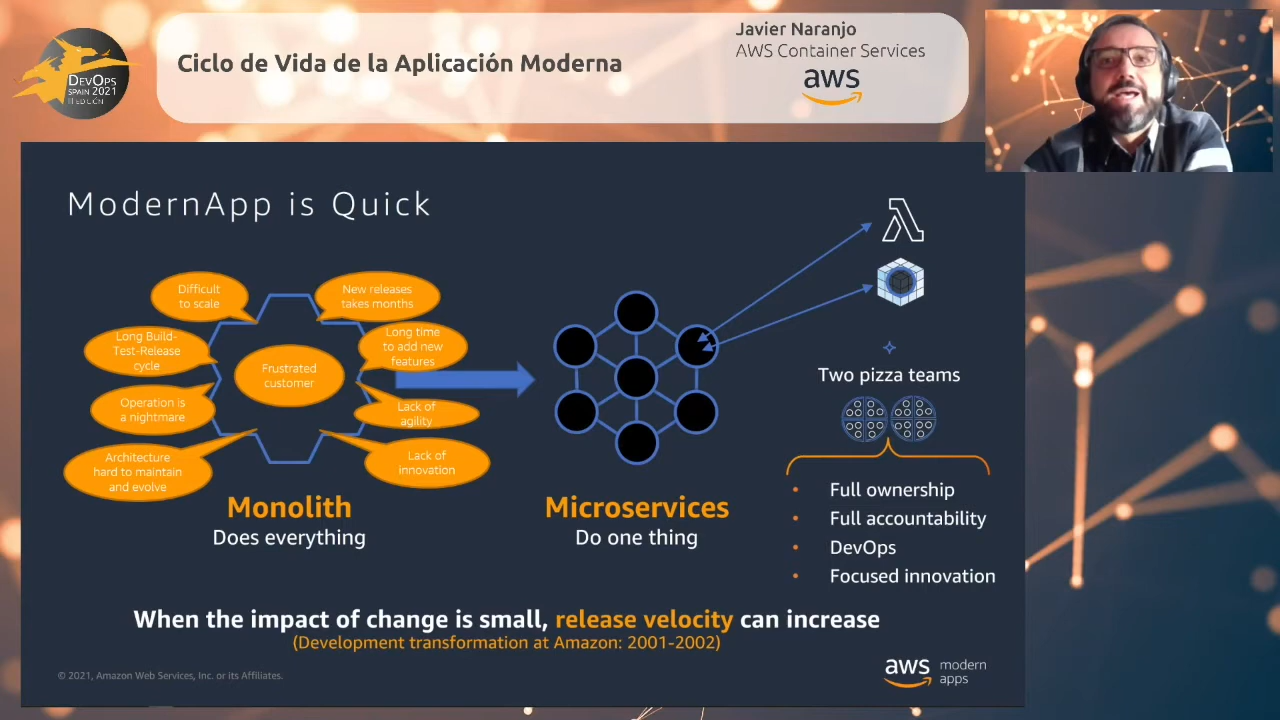 DEVOPS
SPAIN 2021
III EDICIÓN
Ciclo de Vida de la Aplicación Moderna
Javier Naranjo
AWS Container Services
aws
ModernApp is Quick
Difficult
to scale
New releases
takes months
Long Build-
Test-Release
cycle
Long time
to add new
features
Frustrated
customer
Operation is
a nightmare
Lack of
agility
Architecture
hard to maintain
and evolve
Lack of
innovation
Monolith
Does everything
Microservices
Do one thing
Two pizza teams
• Full ownership
• Full accountability
• DevOps
• Focused innovation
When the impact of change is small, release velocity can increase
(Development transformation at Amazon: 2001-2002)
© 2021, Amazon Web Services, Inc. or its Affiliates.
aws modern
apps